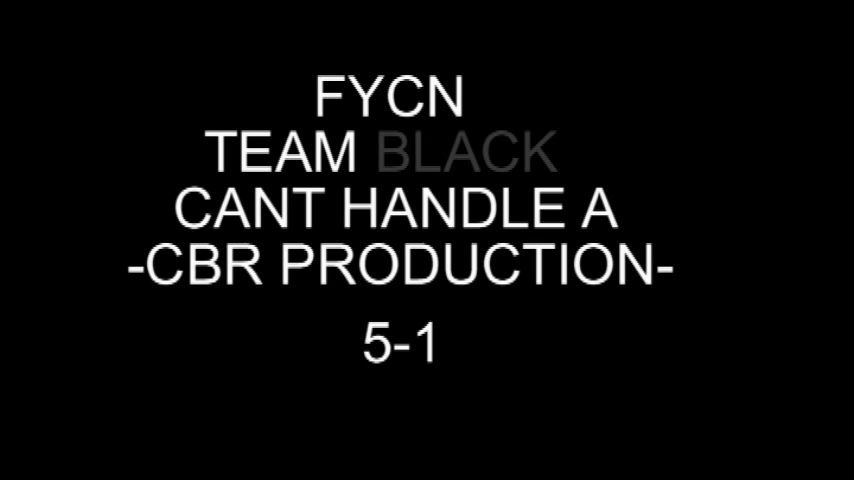 FYCN
TEAM BLACK
CANT HANDLE A
-CBR PRODUCTION-
5-1